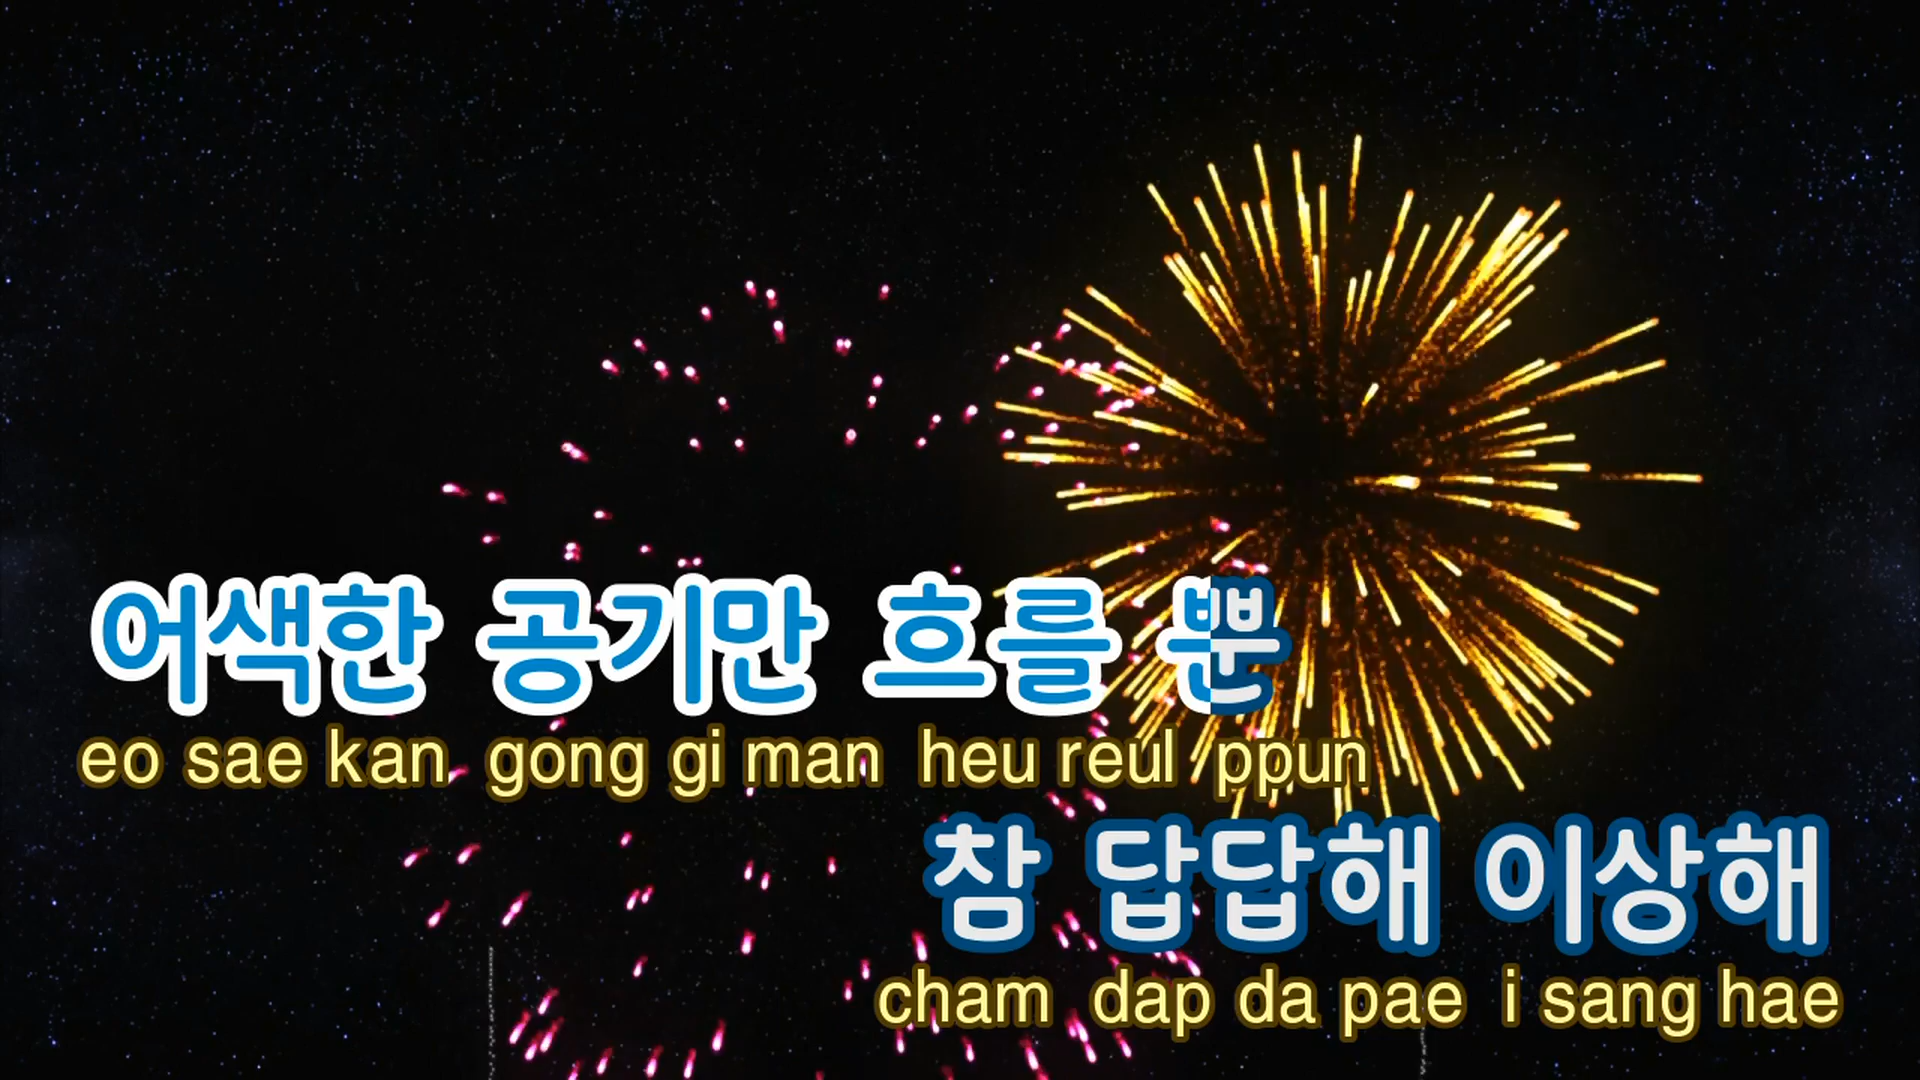 어색한 공기만 흐를 뿐
eo sae kan gong gi man heu reul ppun
참 답답해 이상해
cham dap da pae i sang hae